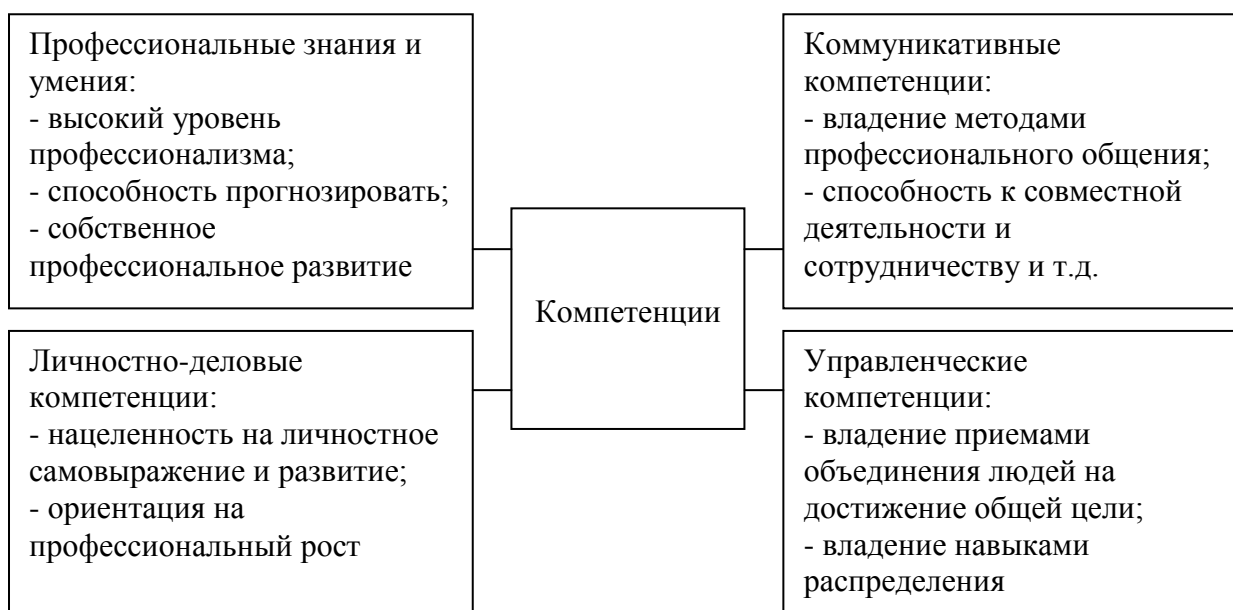 Профессиональные знания и
умения:
- высокий уровень
профессионализма;
- способность прогнозировать;
- собственное
профессиональное развитие
Коммуникативные
компетенции:
- владение методами
профессионального общения;
- способность к совместной
деятельности и
сотрудничеству и т.д.
Компетенции
Личностно-деловые
компетенции:
- нацеленность на личностное
самовыражение и развитие;
- ориентация на
профессиональный рост
Управленческие
компетенции:
- владение приемами
объединения людей на
достижение общей цели;
- владение навыками
распределения